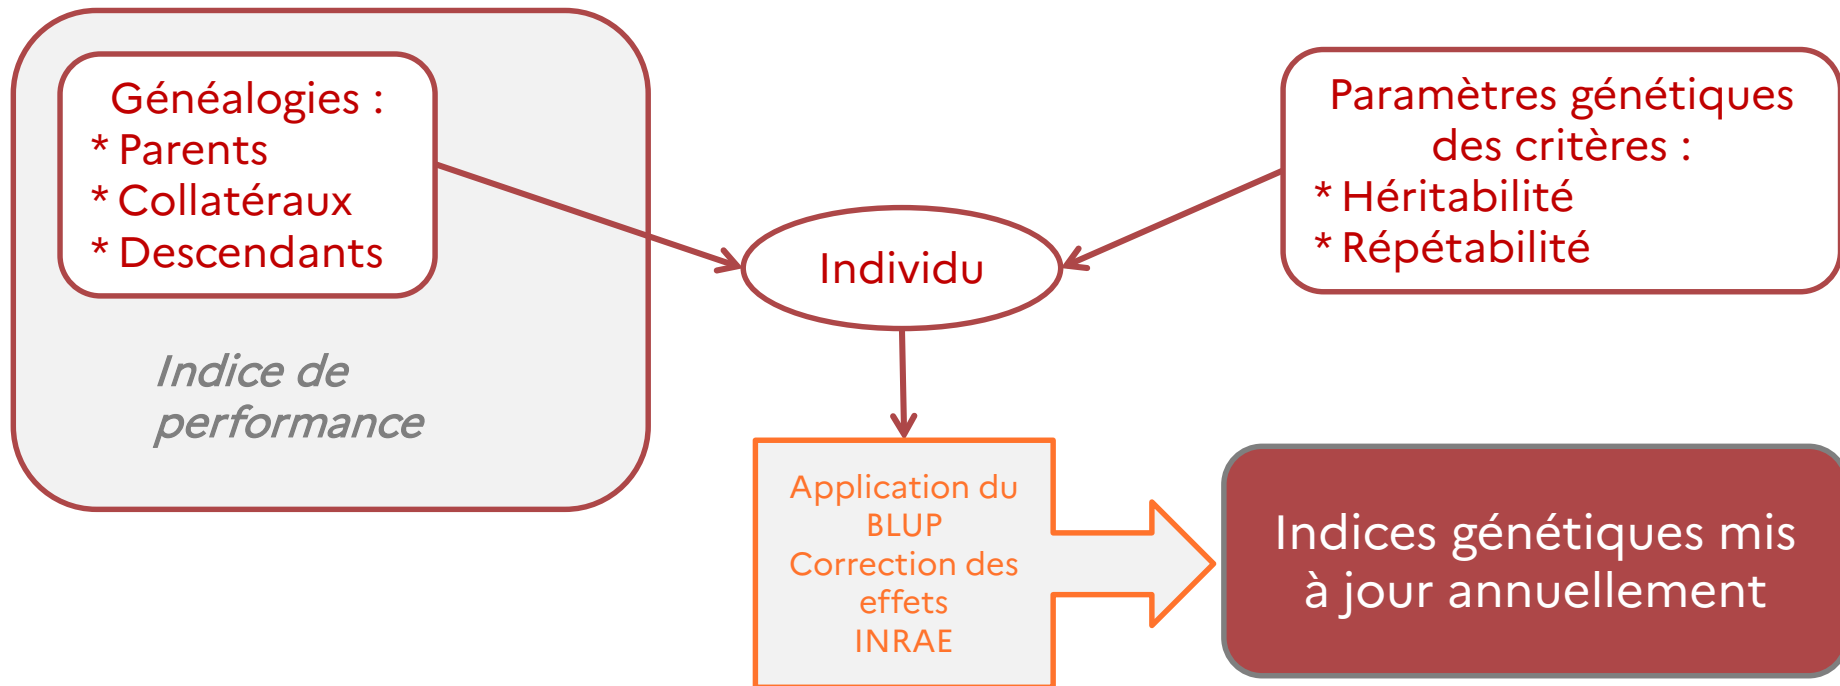 Généalogies :
* Parents
* Collatéraux
* Descendants
Indice de
performance
Individu
Paramètres génétiques
des critères :
* Héritabilité
* Répétabilité
Application du
BLUP
Correction des
effets
INRAE
Indices génétiques mis
à jour annuellement